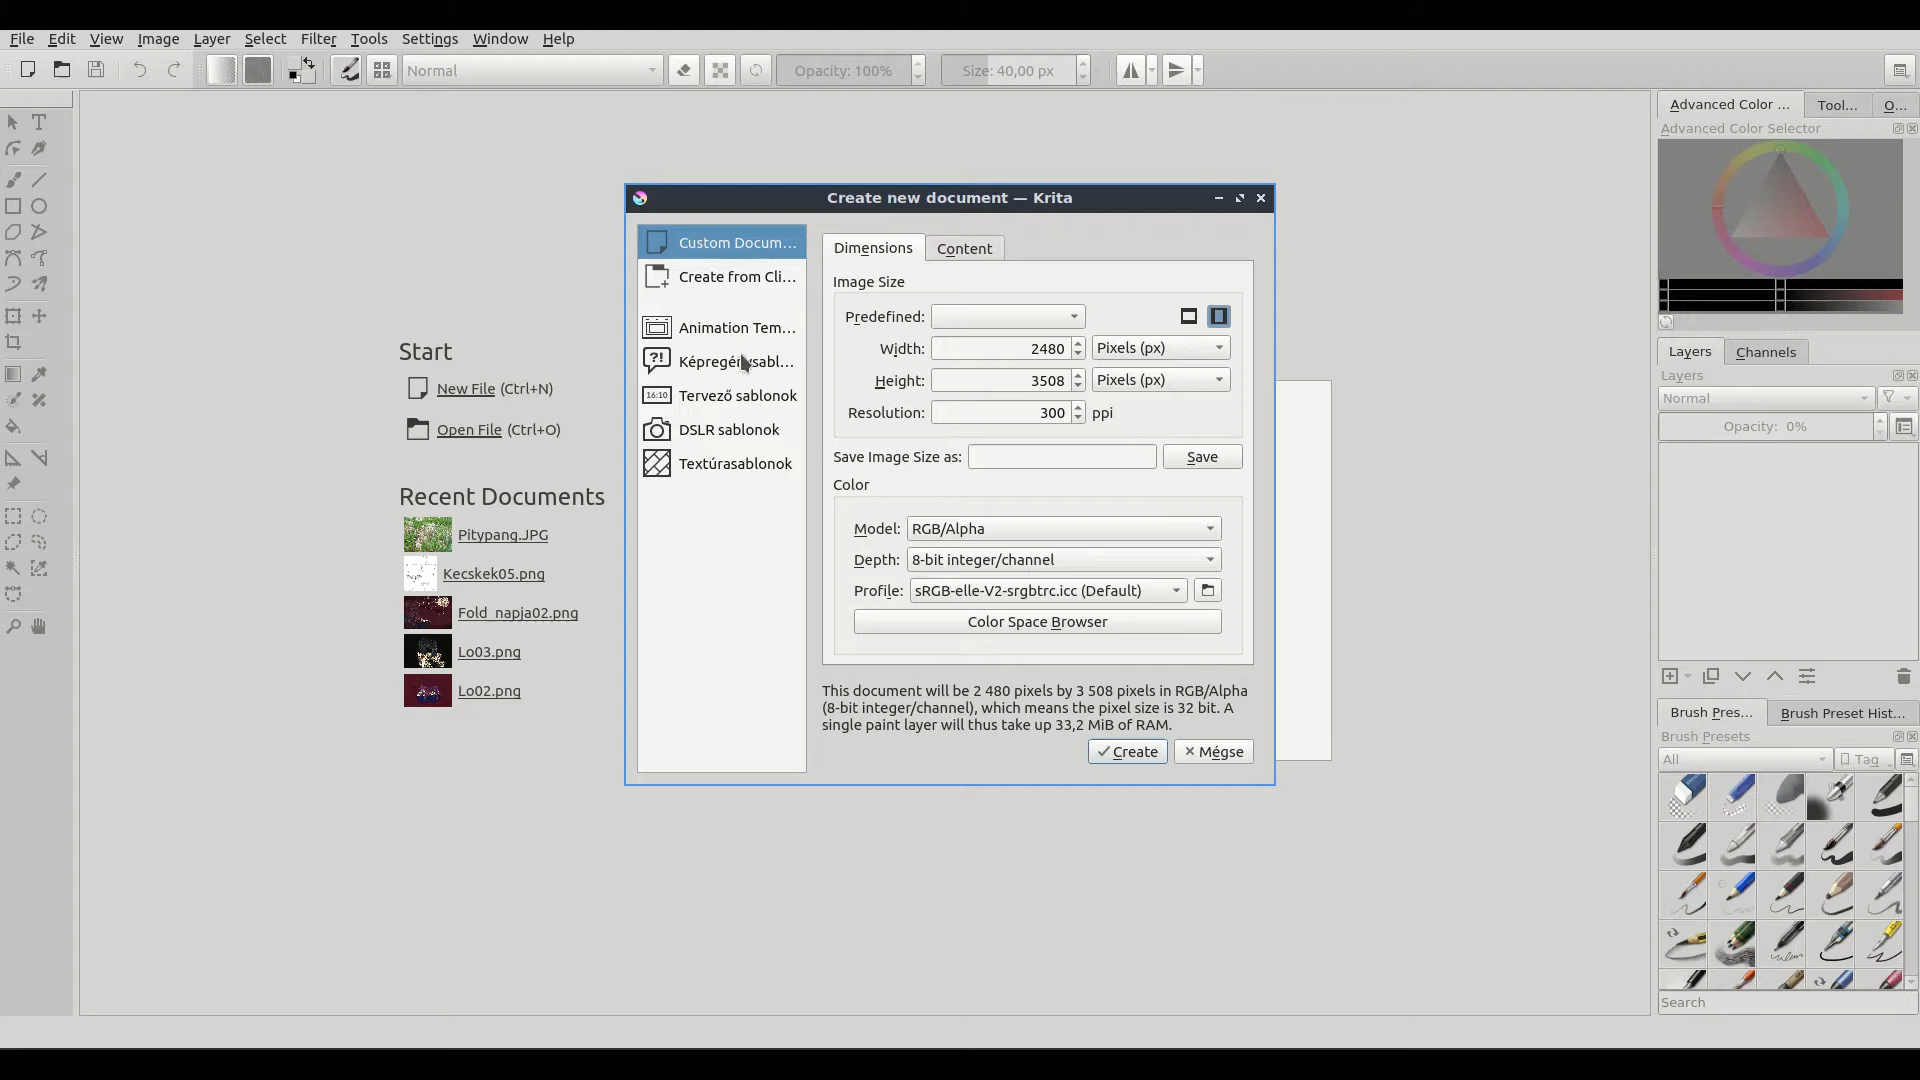 File Edit View Image Layer Select Filter Tools Settings Window Help
Normal Opacity: 100% Size: 40,00 px
Advanced Color ... Tool... O...
Advanced Color Selector
Create new document — Krita
Custom Docum...
Create from Cli...
Animation Tem...
?!
16:10 Tervező sablonok
DSLR sablonok
Textúrasablonok
Dimensions Content
Image Size
Predefined:
Width: 2480 Pixels (px)
Height: 3508 Pixels (px)
Resolution: 300 ppi
Save Image Size as: Save
Color
Model: RGB/Alpha
Depth: 8-bit integer/channel
Profile: sRGB-elle-V2-srgbtrc.icc (Default)
Color Space Browser
This document will be 2 480 pixels by 3 508 pixels in RGB/Alpha
(8-bit integer/channel), which means the pixel size is 32 bit. A
single paint layer will thus take up 33,2 MiB of RAM.
Create Mégse
Start
New File (Ctrl+N)
Open File (Ctrl+O)
Recent Documents
Pitypang.JPG
Kecskek05.png
Fold_napja02.png
Lo03.png
Lo02.png
Layers Channels
Layers
Normal
Opacity: 0%
Brush Pres... Brush Preset Hist...
Brush Presets
All Tag
Search